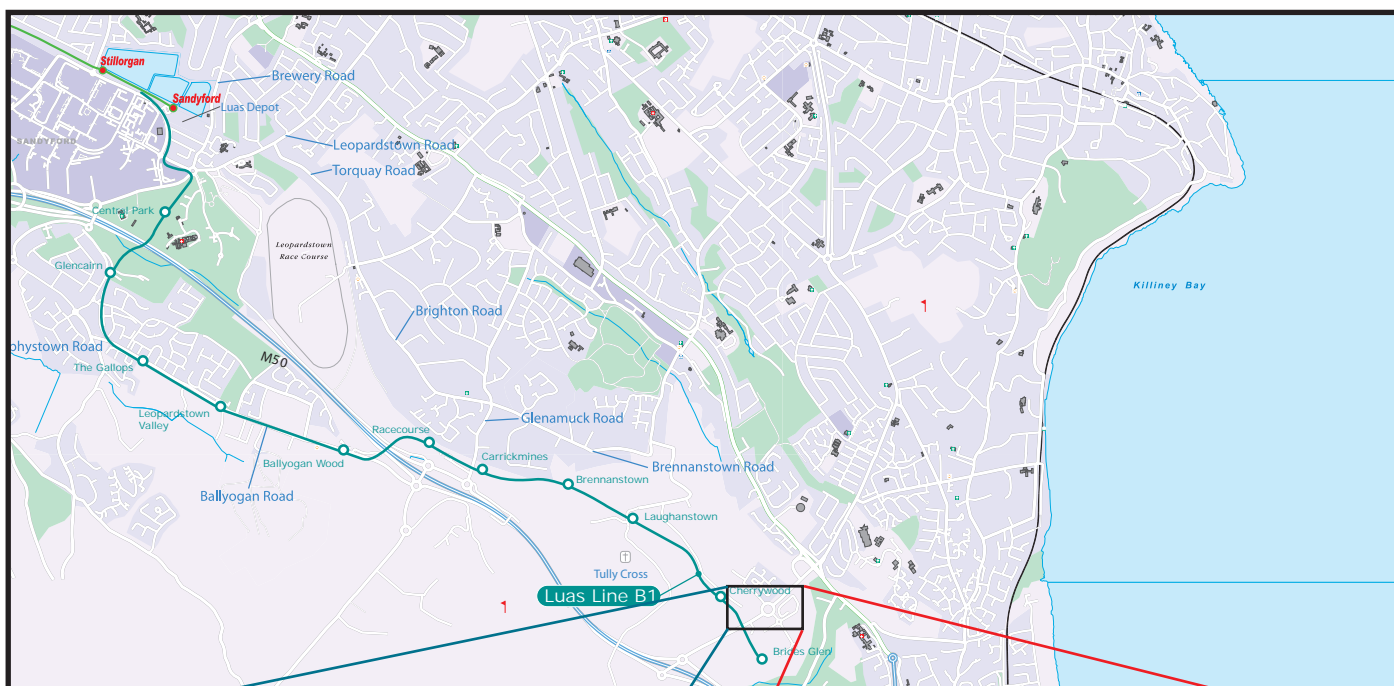 Stillorgan
Brewery Road
Sandyford
Luas Depot
SANDYFORD
Leopardstown Road
Torquay Road
Central Park
Leopardstown
Race Course
Glencairn
Killiney Bay
Brighton Road
phystown Road
M50
The Gallops
Leopardstown
Valley
Glenamuck Road
Racecourse
Ballyogan Wood
Carrickmines
Brennanstown Road
Brennanstown
Ballyogan Road
Laughanstown
Tully Cross
Luas Line B1
Cherrywood
Brides Glen